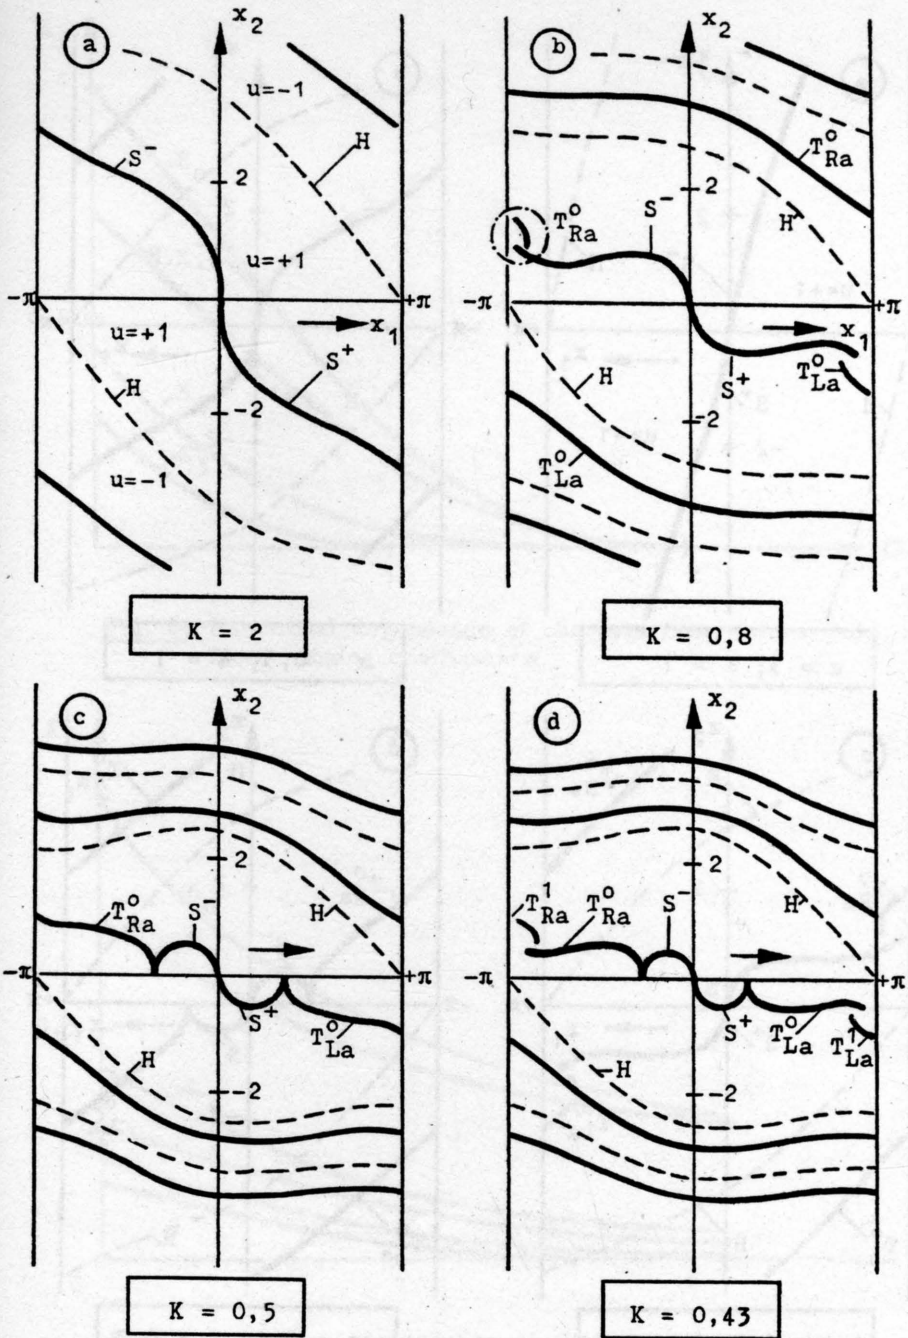 a
x2
u=-1
H
S-
2
u=+1
-π
+π
u=+1
x1
H
S+
-2
u=-1
K = 2
b
x2
T°Ra
2
S-
H
T°Ra
-π
+π
x1
H
S+
T°La
-2
T°La
K = 0,8
c
x2
2
T°Ra
S-
H
-π
+π
S+
T°La
H
-2
K = 0,5
d
x2
2
T¹Ra
T°Ra
S-
H
-π
+π
S+
T°La
T¹La
H
-2
K = 0,43